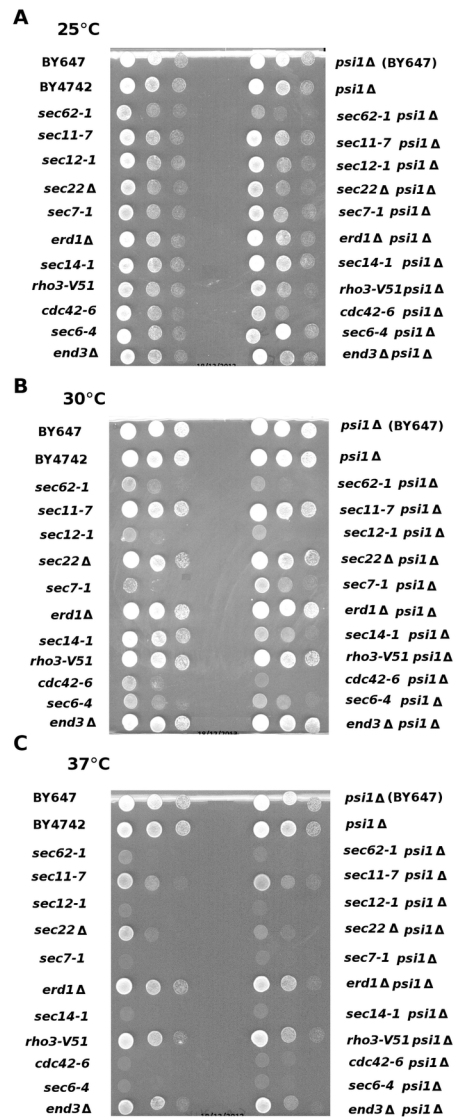 A
25°C
BY647 psi1Δ (BY647)
BY4742 psi1Δ
sec62-1 sec62-1 psi1Δ
sec11-7 sec11-7 psi1Δ
sec12-1 sec12-1 psi1Δ
sec22Δ sec22Δ psi1Δ
sec7-1 sec7-1 psi1Δ
erd1Δ erd1Δ psi1Δ
sec14-1 sec14-1 psi1Δ
rho3-V51 rho3-V51psi1Δ
cdc42-6 cdc42-6 psi1Δ
sec6-4 sec6-4 psi1Δ
end3Δ end3Δpsi1Δ
B
30°C
BY647 psi1Δ (BY647)
BY4742 psi1Δ
sec62-1 sec62-1 psi1Δ
sec11-7 sec11-7 psi1Δ
sec12-1 sec12-1 psi1Δ
sec22Δ sec22Δ psi1Δ
sec7-1 sec7-1 psi1Δ
erd1Δ erd1Δ psi1Δ
sec14-1 sec14-1 psi1Δ
rho3-V51 rho3-V51 psi1Δ
cdc42-6 cdc42-6 psi1Δ
sec6-4 sec6-4 psi1Δ
end3Δ end3Δ psi1Δ
C
37°C
BY647 psi1Δ(BY647)
BY4742 psi1Δ
sec62-1 sec62-1 psi1Δ
sec11-7 sec11-7 psi1Δ
sec12-1 sec12-1 psi1Δ
sec22Δ sec22Δ psi1Δ
sec7-1 sec7-1 psi1Δ
erd1Δ erd1Δpsi1Δ
sec14-1 sec14-1 psi1Δ
rho3-V51 rho3-V51psi1Δ
cdc42-6 cdc42-6 psi1Δ
sec6-4 sec6-4 psi1Δ
end3Δ end3Δ psi1Δ